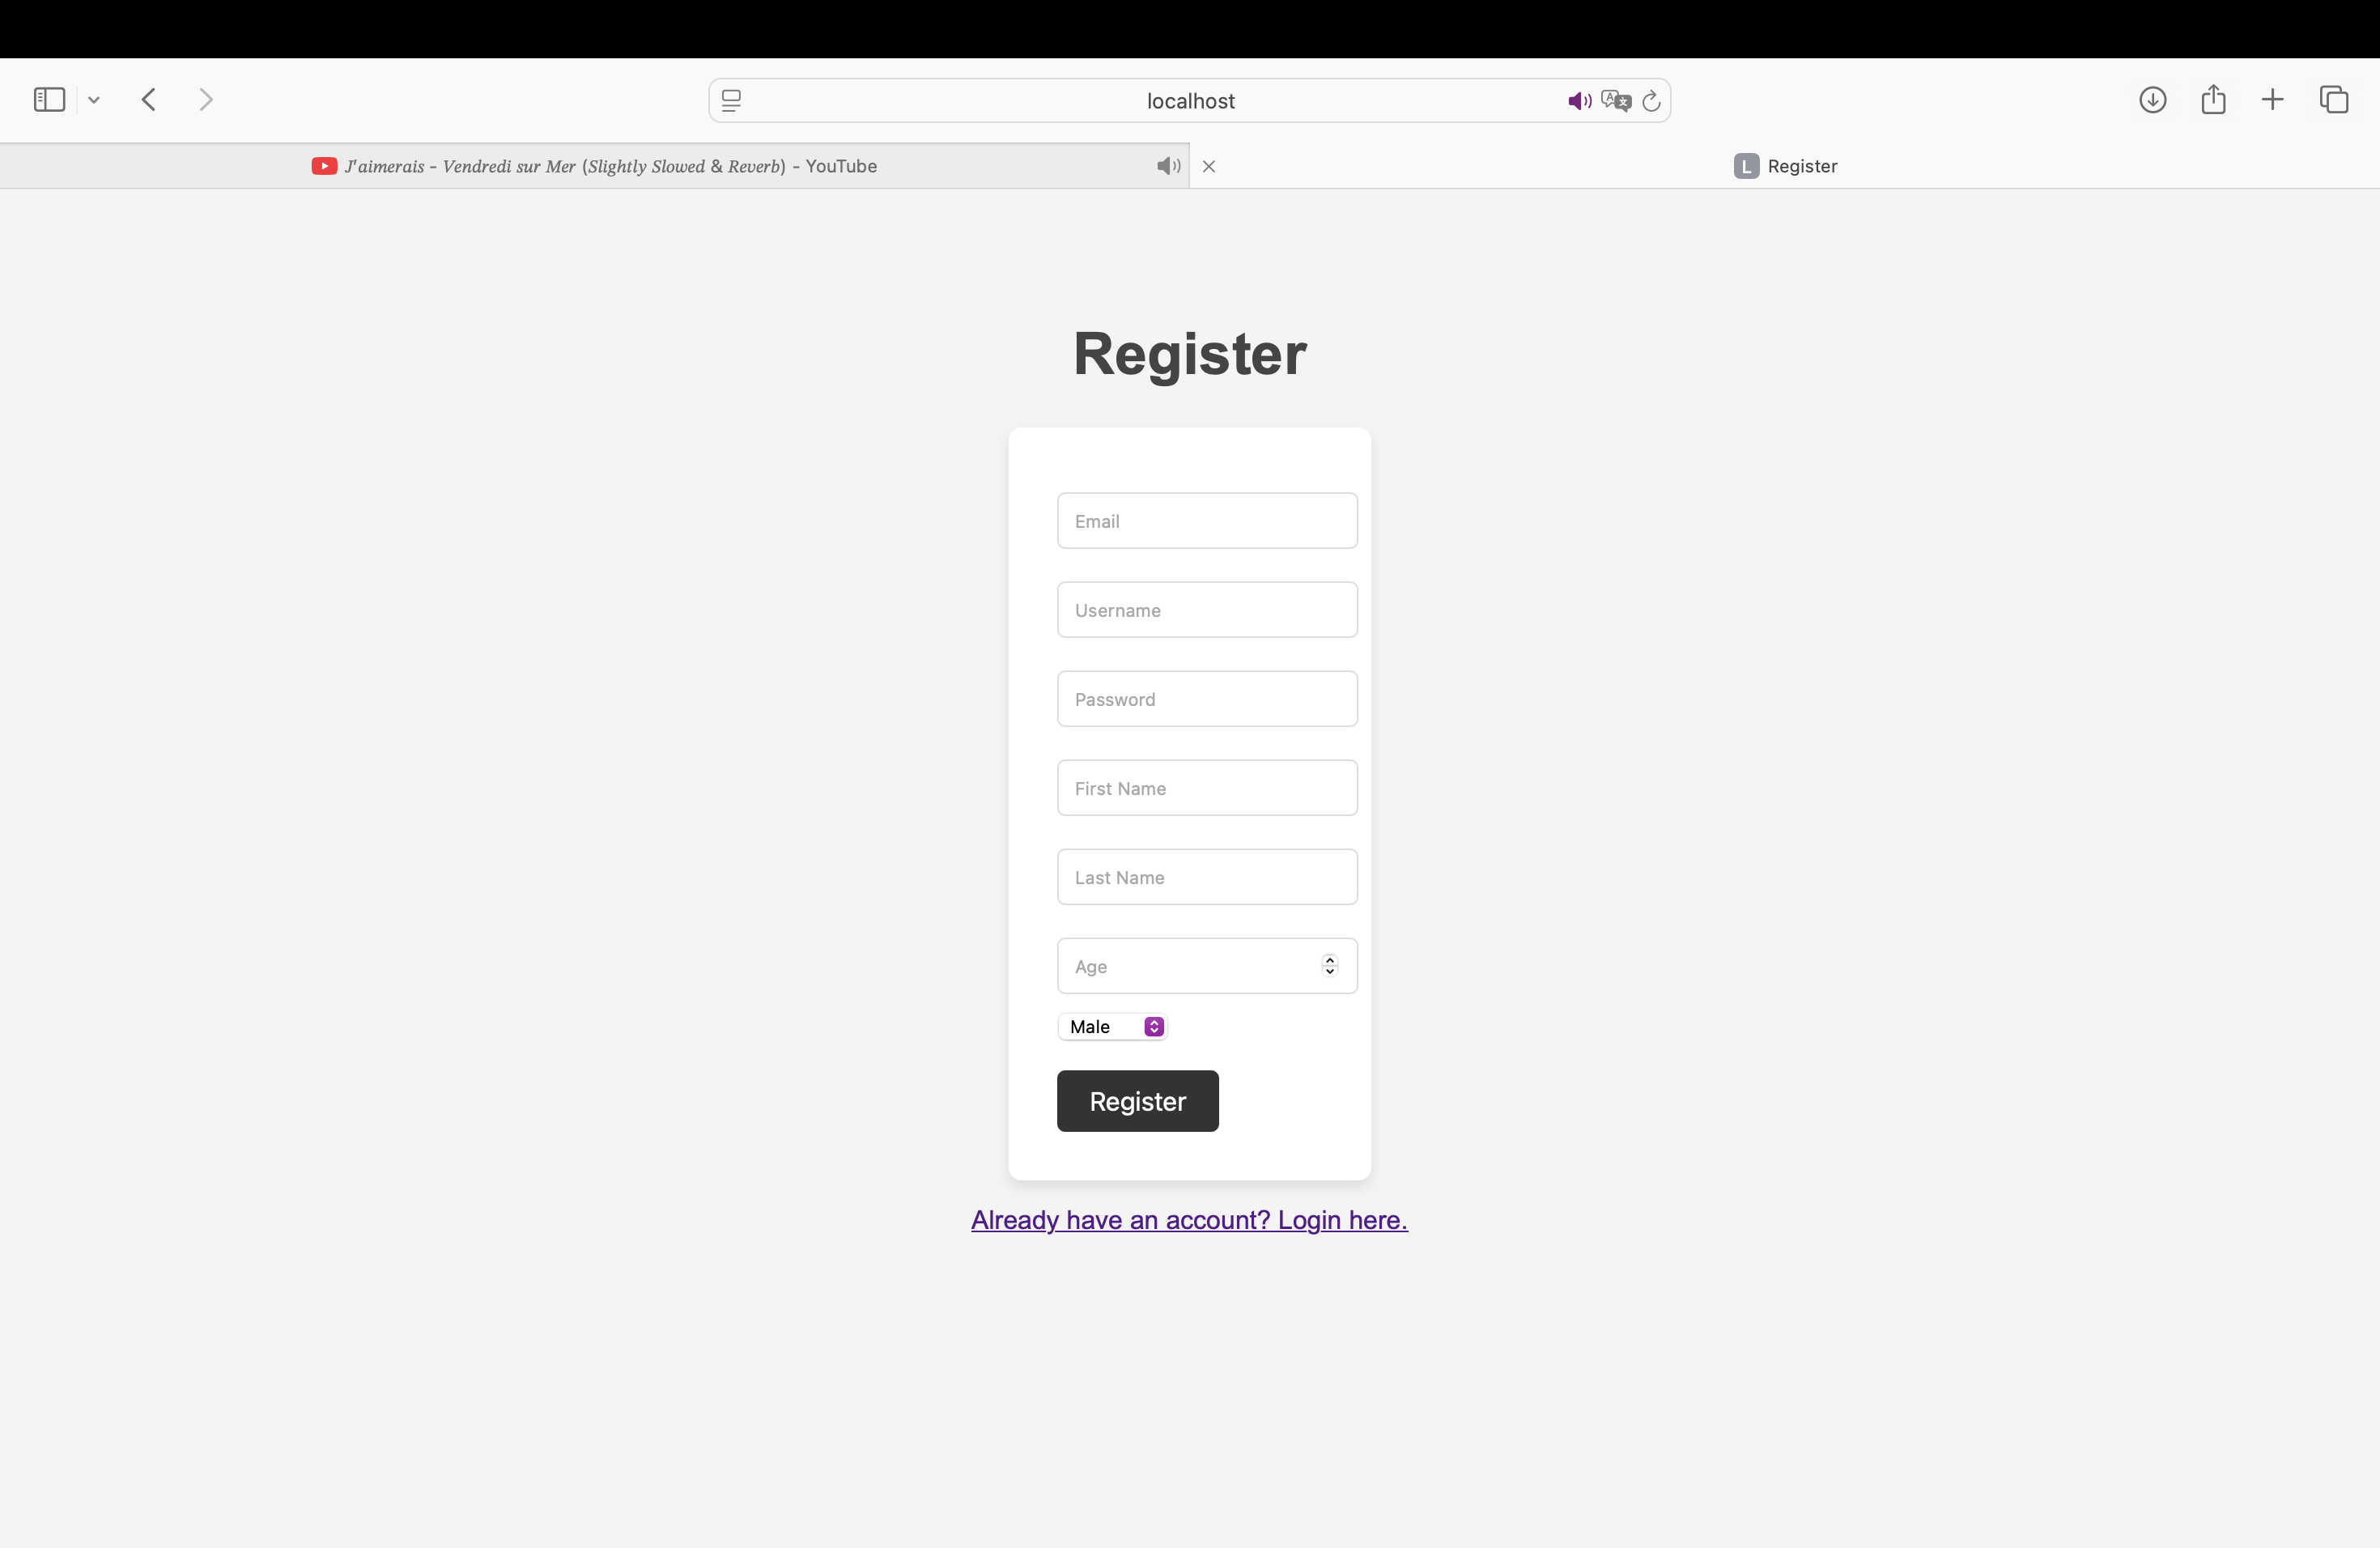 localhost
J'aimerais - Vendredi sur Mer (Slightly Slowed & Reverb) - YouTube
L Register
Register
Email
Username
Password
First Name
Last Name
Age
Male
Register
Already have an account? Login here.